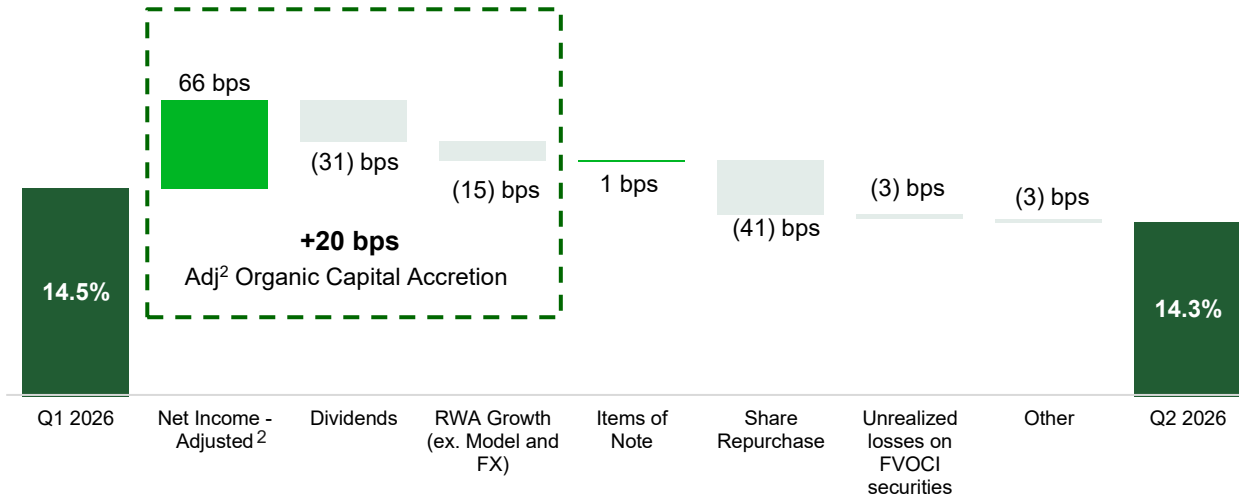 66 bps
(31) bps
(15) bps
1 bps
(41) bps
(3) bps
(3) bps
+20 bps
Adj² Organic Capital Accretion
14.5%
14.3%
Q1 2026
Net Income -
Adjusted ²
Dividends
RWA Growth
(ex. Model and
FX)
Items of
Note
Share
Repurchase
Unrealized
losses on
FVOCI
securities
Other
Q2 2026